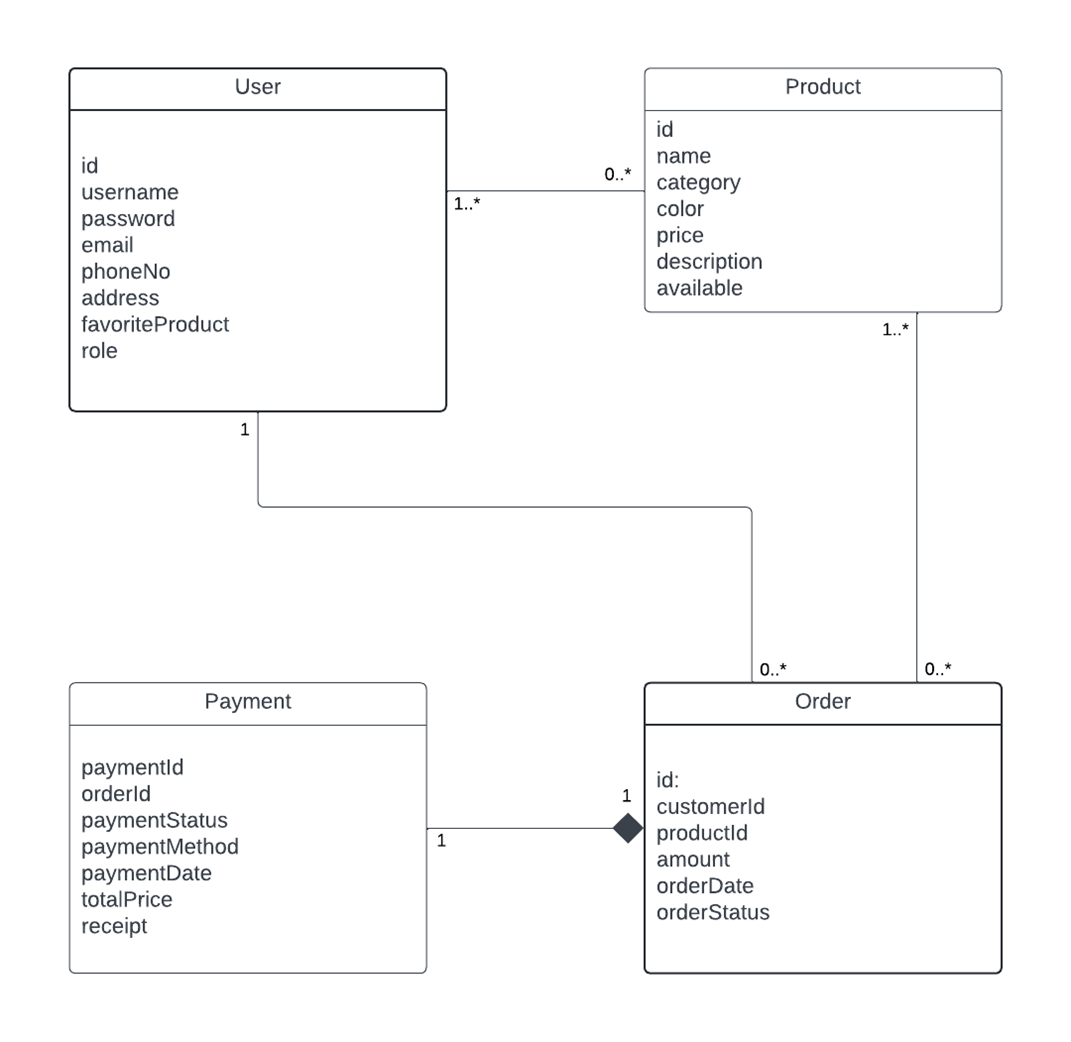 User
id
username
password
email
phoneNo
address
favoriteProduct
role
Product
id
name
category
color
price
description
available
0..*
1..*
1..*
1
0..*
0..*
Payment
paymentId
orderId
paymentStatus
paymentMethod
paymentDate
totalPrice
receipt
1
1
Order
id:
customerId
productId
amount
orderDate
orderStatus